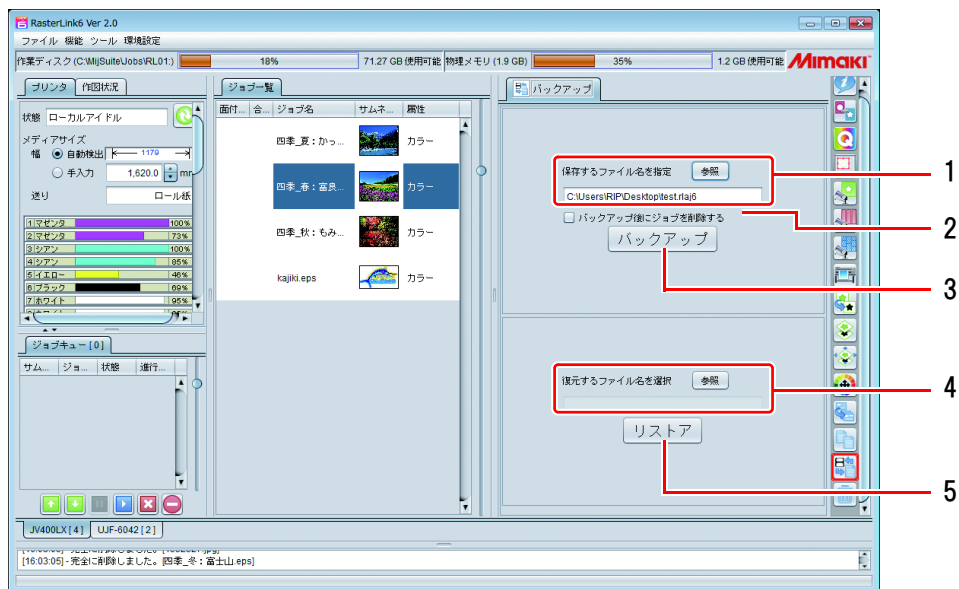 RasterLink6 Ver 2.0
ファイル 機能 ツール 環境設定
作業ディスク (C:\MijSuite\Jobs\RL01:) 18% 71.27 GB 使用可能 物理メモリ (1.9 GB) 35% 1.2 GB 使用可能 Mimaki
プリンタ 作図状況
状態 ローカルアイドル
メディアサイズ
幅 自動検出 1179
手入力 1,620.0 mm
送り ロール紙
1 マゼンタ 100%
2 マゼンタ 73%
3 シアン 100%
4 シアン 85%
5 イエロー 46%
6 ブラック 69%
7 ホワイト 95%
ジョブキュー [0]
サム... ジョ... 状態 進行...
ジョブ一覧
面付... 合... ジョブ名 サムネ... 属性
四季_夏：かっ... カラー
四季_春：富良... カラー
四季_秋：もみ... カラー
kajiki.eps カラー
バックアップ
保存するファイル名を指定 参照
C:\Users\RIP\Desktop\test.rlaj6
バックアップ後にジョブを削除する
バックアップ
復元するファイル名を選択 参照
リストア
1
2
3
4
5
JV400LX [4] UJF-6042 [2]
[16:03:05] - 完全に削除しました。[四季_冬：富士山.eps]